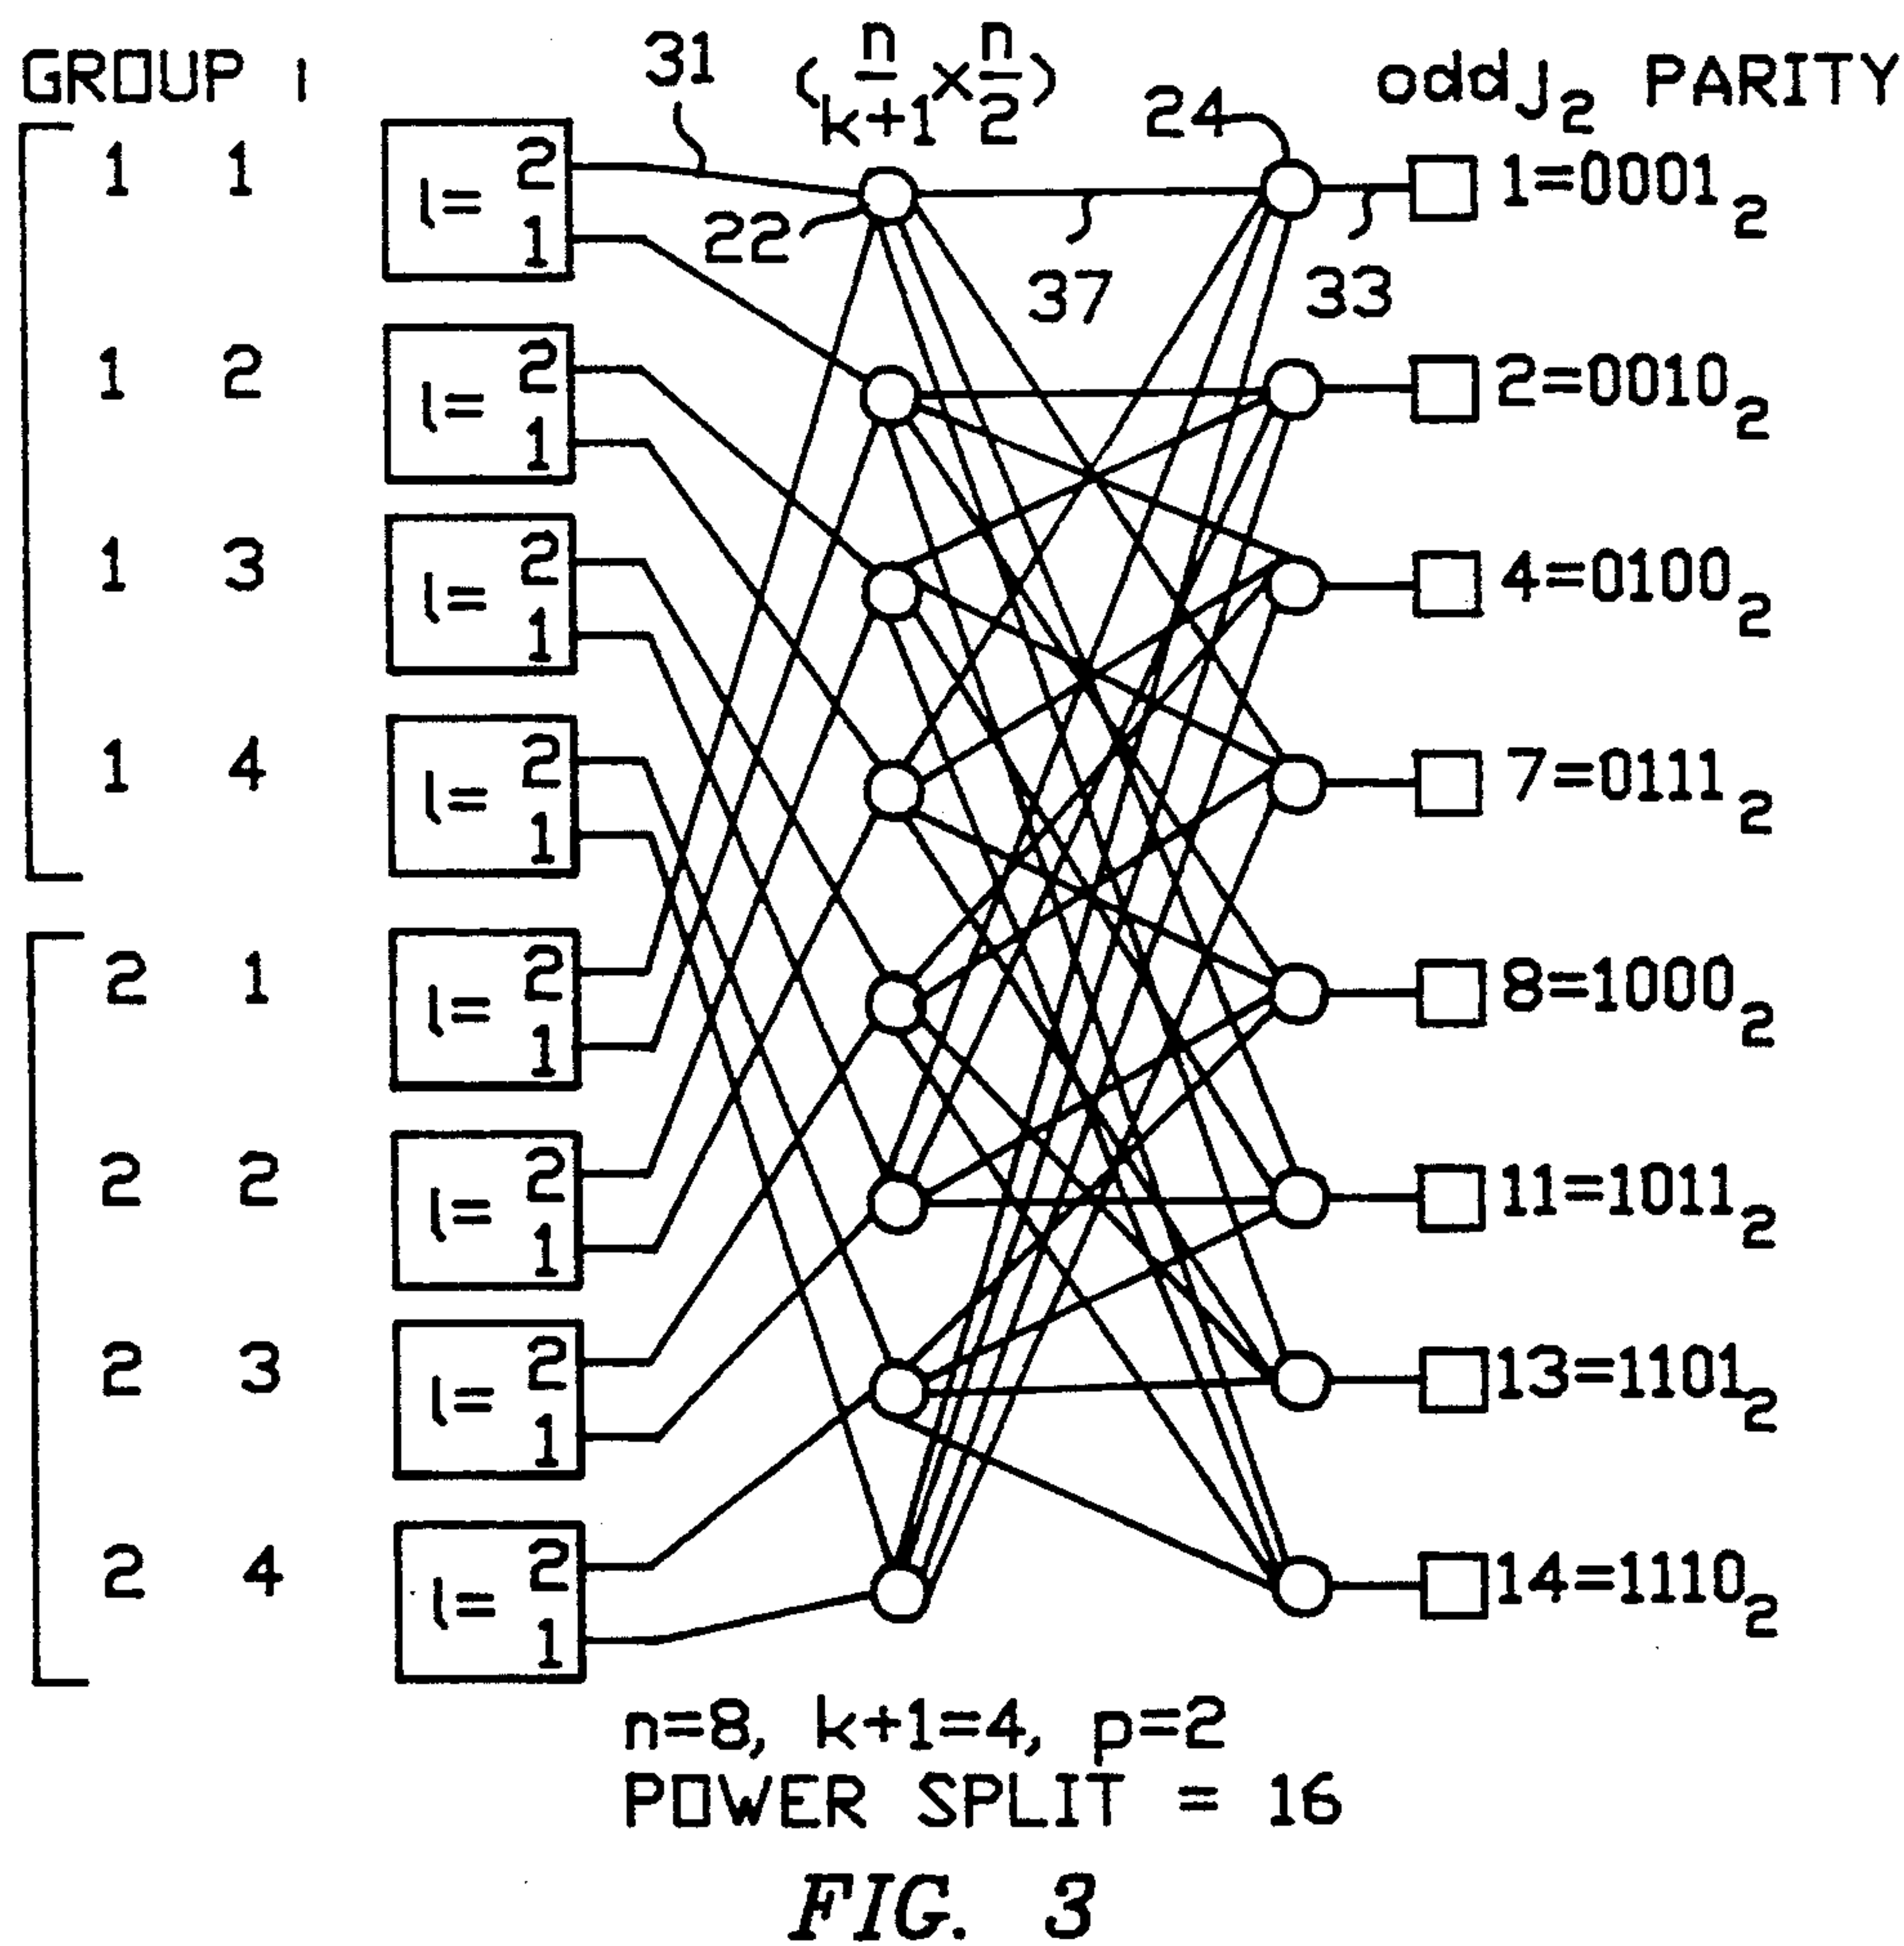 GROUP i
31
( n/k+1 × n/2 )
24
odd j₂ PARITY
1 1 l= 2 1
22
37
33
1=0001₂
1 2 l= 2 1
2=0010₂
1 3 l= 2 1
4=0100₂
1 4 l= 2 1
7=0111₂
2 1 l= 2 1
8=1000₂
2 2 l= 2 1
11=1011₂
2 3 l= 2 1
13=1101₂
2 4 l= 2 1
14=1110₂
n=8, k+1=4, p=2
POWER SPLIT = 16
FIG. 3